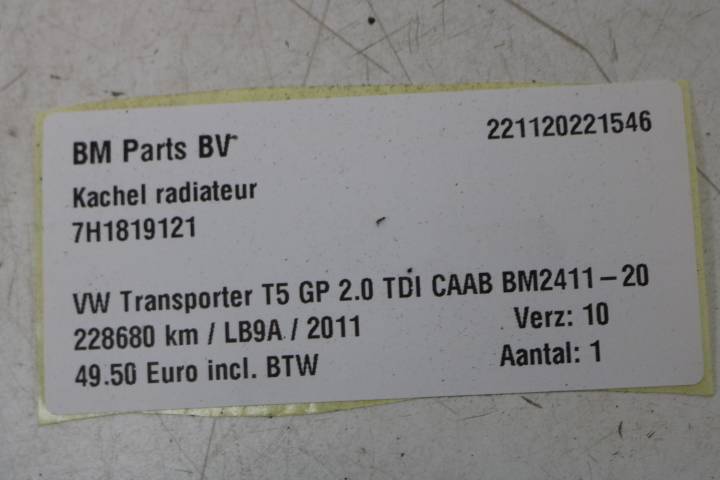 BM Parts BV
221120221546
Kachel radiateur
7H1819121
VW Transporter T5 GP 2.0 TDI CAAB BM2411-20
228680 km / LB9A / 2011
Verz: 10
49.50 Euro incl. BTW
Aantal: 1